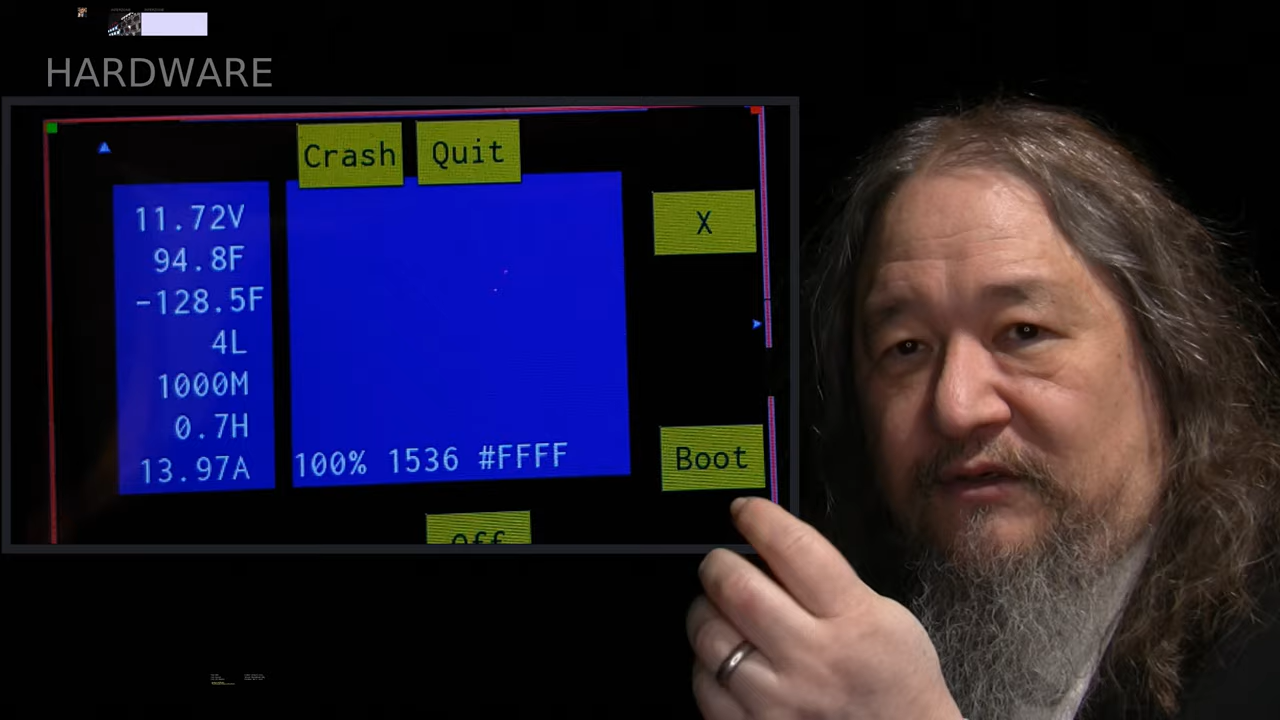 HARDWARE
Crash Quit
11.72V
X
94.8F
-128.5F
4L
1000M
0.7H
Boot
13.97A
100% 1536 #FFFF
Off